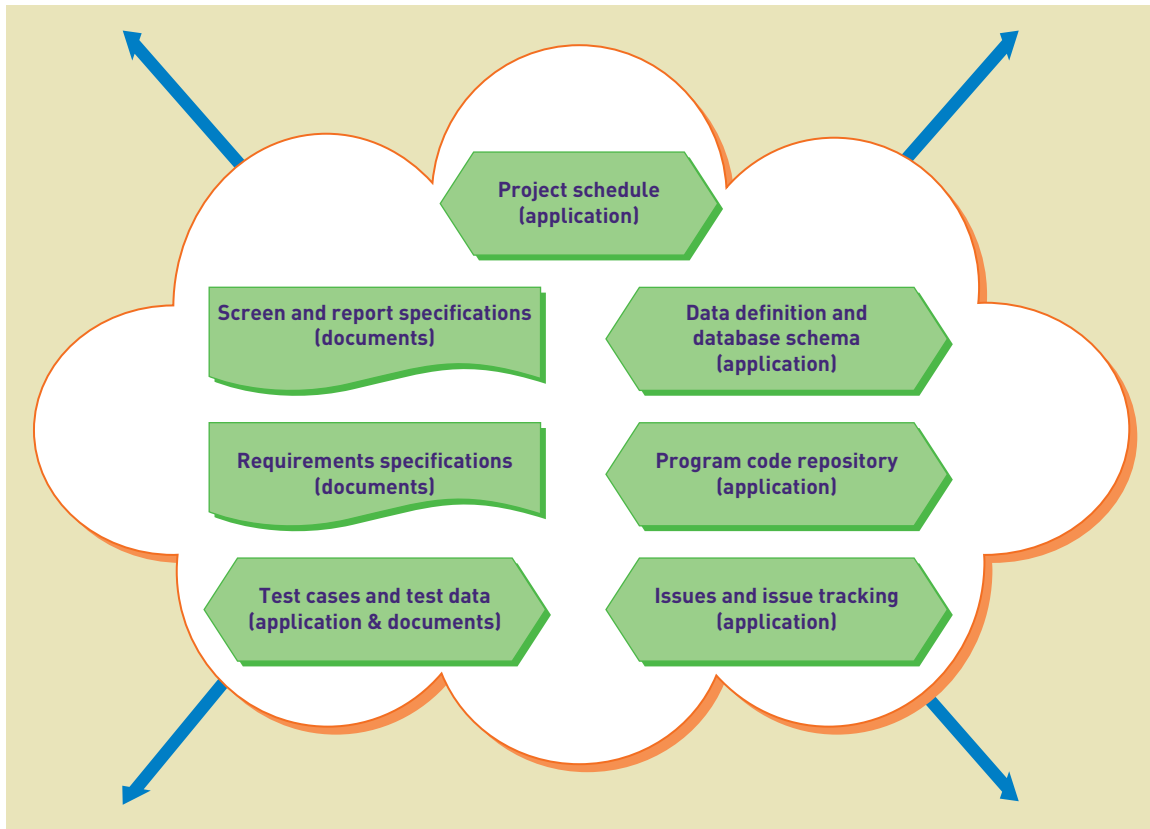 Project schedule
(application)
Screen and report specifications
(documents)
Data definition and
database schema
(application)
Requirements specifications
(documents)
Program code repository
(application)
Test cases and test data
(application & documents)
Issues and issue tracking
(application)